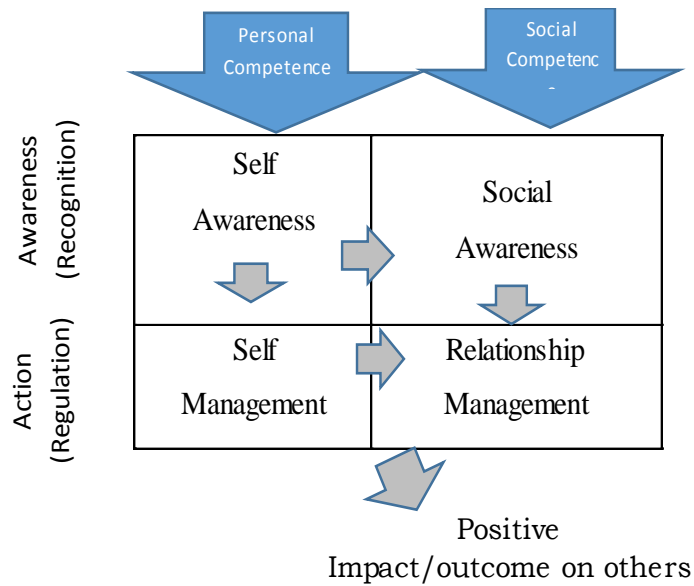 Personal
Competence
Social
Competenc
Awareness
(Recognition)
Self
Awareness
Social
Awareness
Action
(Regulation)
Self
Management
Relationship
Management
Positive
Impact/outcome on others